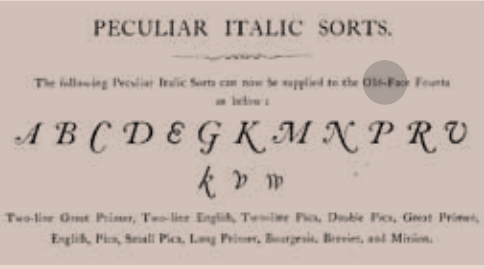 PECULIAR ITALIC SORTS.
The following Peculiar Italic Sorts can now be supplied to the Old-Face Founts
as below:
A B C D E G K M N P R U
k v w
Two-line Great Primer, Two-line English, Two-line Pica, Double Pica, Great Primer,
English, Pica, Small Pica, Long Primer, Bourgeois, Brevier, and Minion.